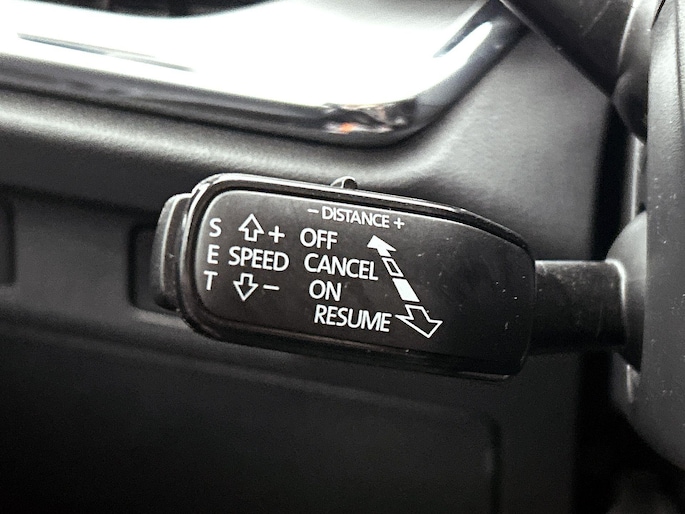 − DISTANCE +
S + OFF
E SPEED CANCEL
T − ON
RESUME